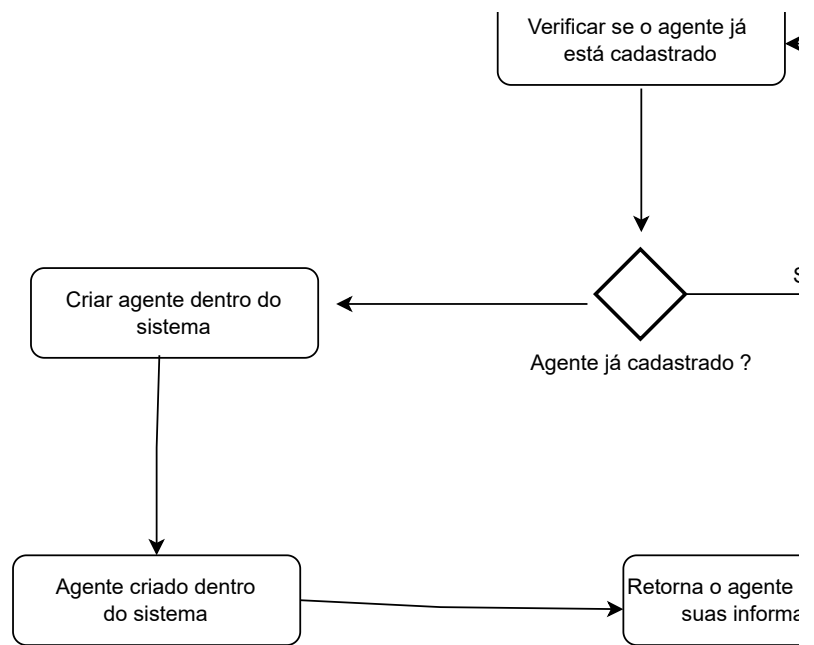 Verificar se o agente já
está cadastrado
Criar agente dentro do
sistema
Agente já cadastrado ?
Agente criado dentro
do sistema
Retorna o agente
suas